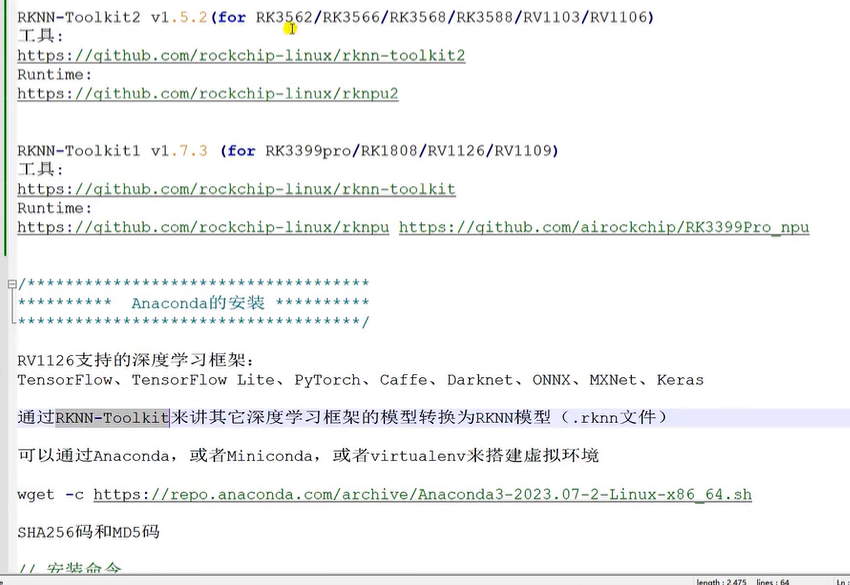 RKNN-Toolkit2 v1.5.2(for RK3562/RK3566/RK3568/RK3588/RV1103/RV1106)
工具:
https://github.com/rockchip-linux/rknn-toolkit2
Runtime:
https://github.com/rockchip-linux/rknpu2
RKNN-Toolkit1 v1.7.3 (for RK3399pro/RK1808/RV1126/RV1109)
工具:
https://github.com/rockchip-linux/rknn-toolkit
Runtime:
https://github.com/rockchip-linux/rknpu https://github.com/airockchip/RK3399Pro_npu
/************************************
********** Anaconda的安装 **********
************************************/
RV1126支持的深度学习框架:
TensorFlow、TensorFlow Lite、PyTorch、Caffe、Darknet、ONNX、MXNet、Keras
通过RKNN-Toolkit来讲其它深度学习框架的模型转换为RKNN模型（.rknn文件）
可以通过Anaconda，或者Miniconda，或者virtualenv来搭建虚拟环境
wget -c https://repo.anaconda.com/archive/Anaconda3-2023.07-2-Linux-x86_64.sh
SHA256码和MD5码
// 安装命令
length : 2,475 lines : 64 Ln :